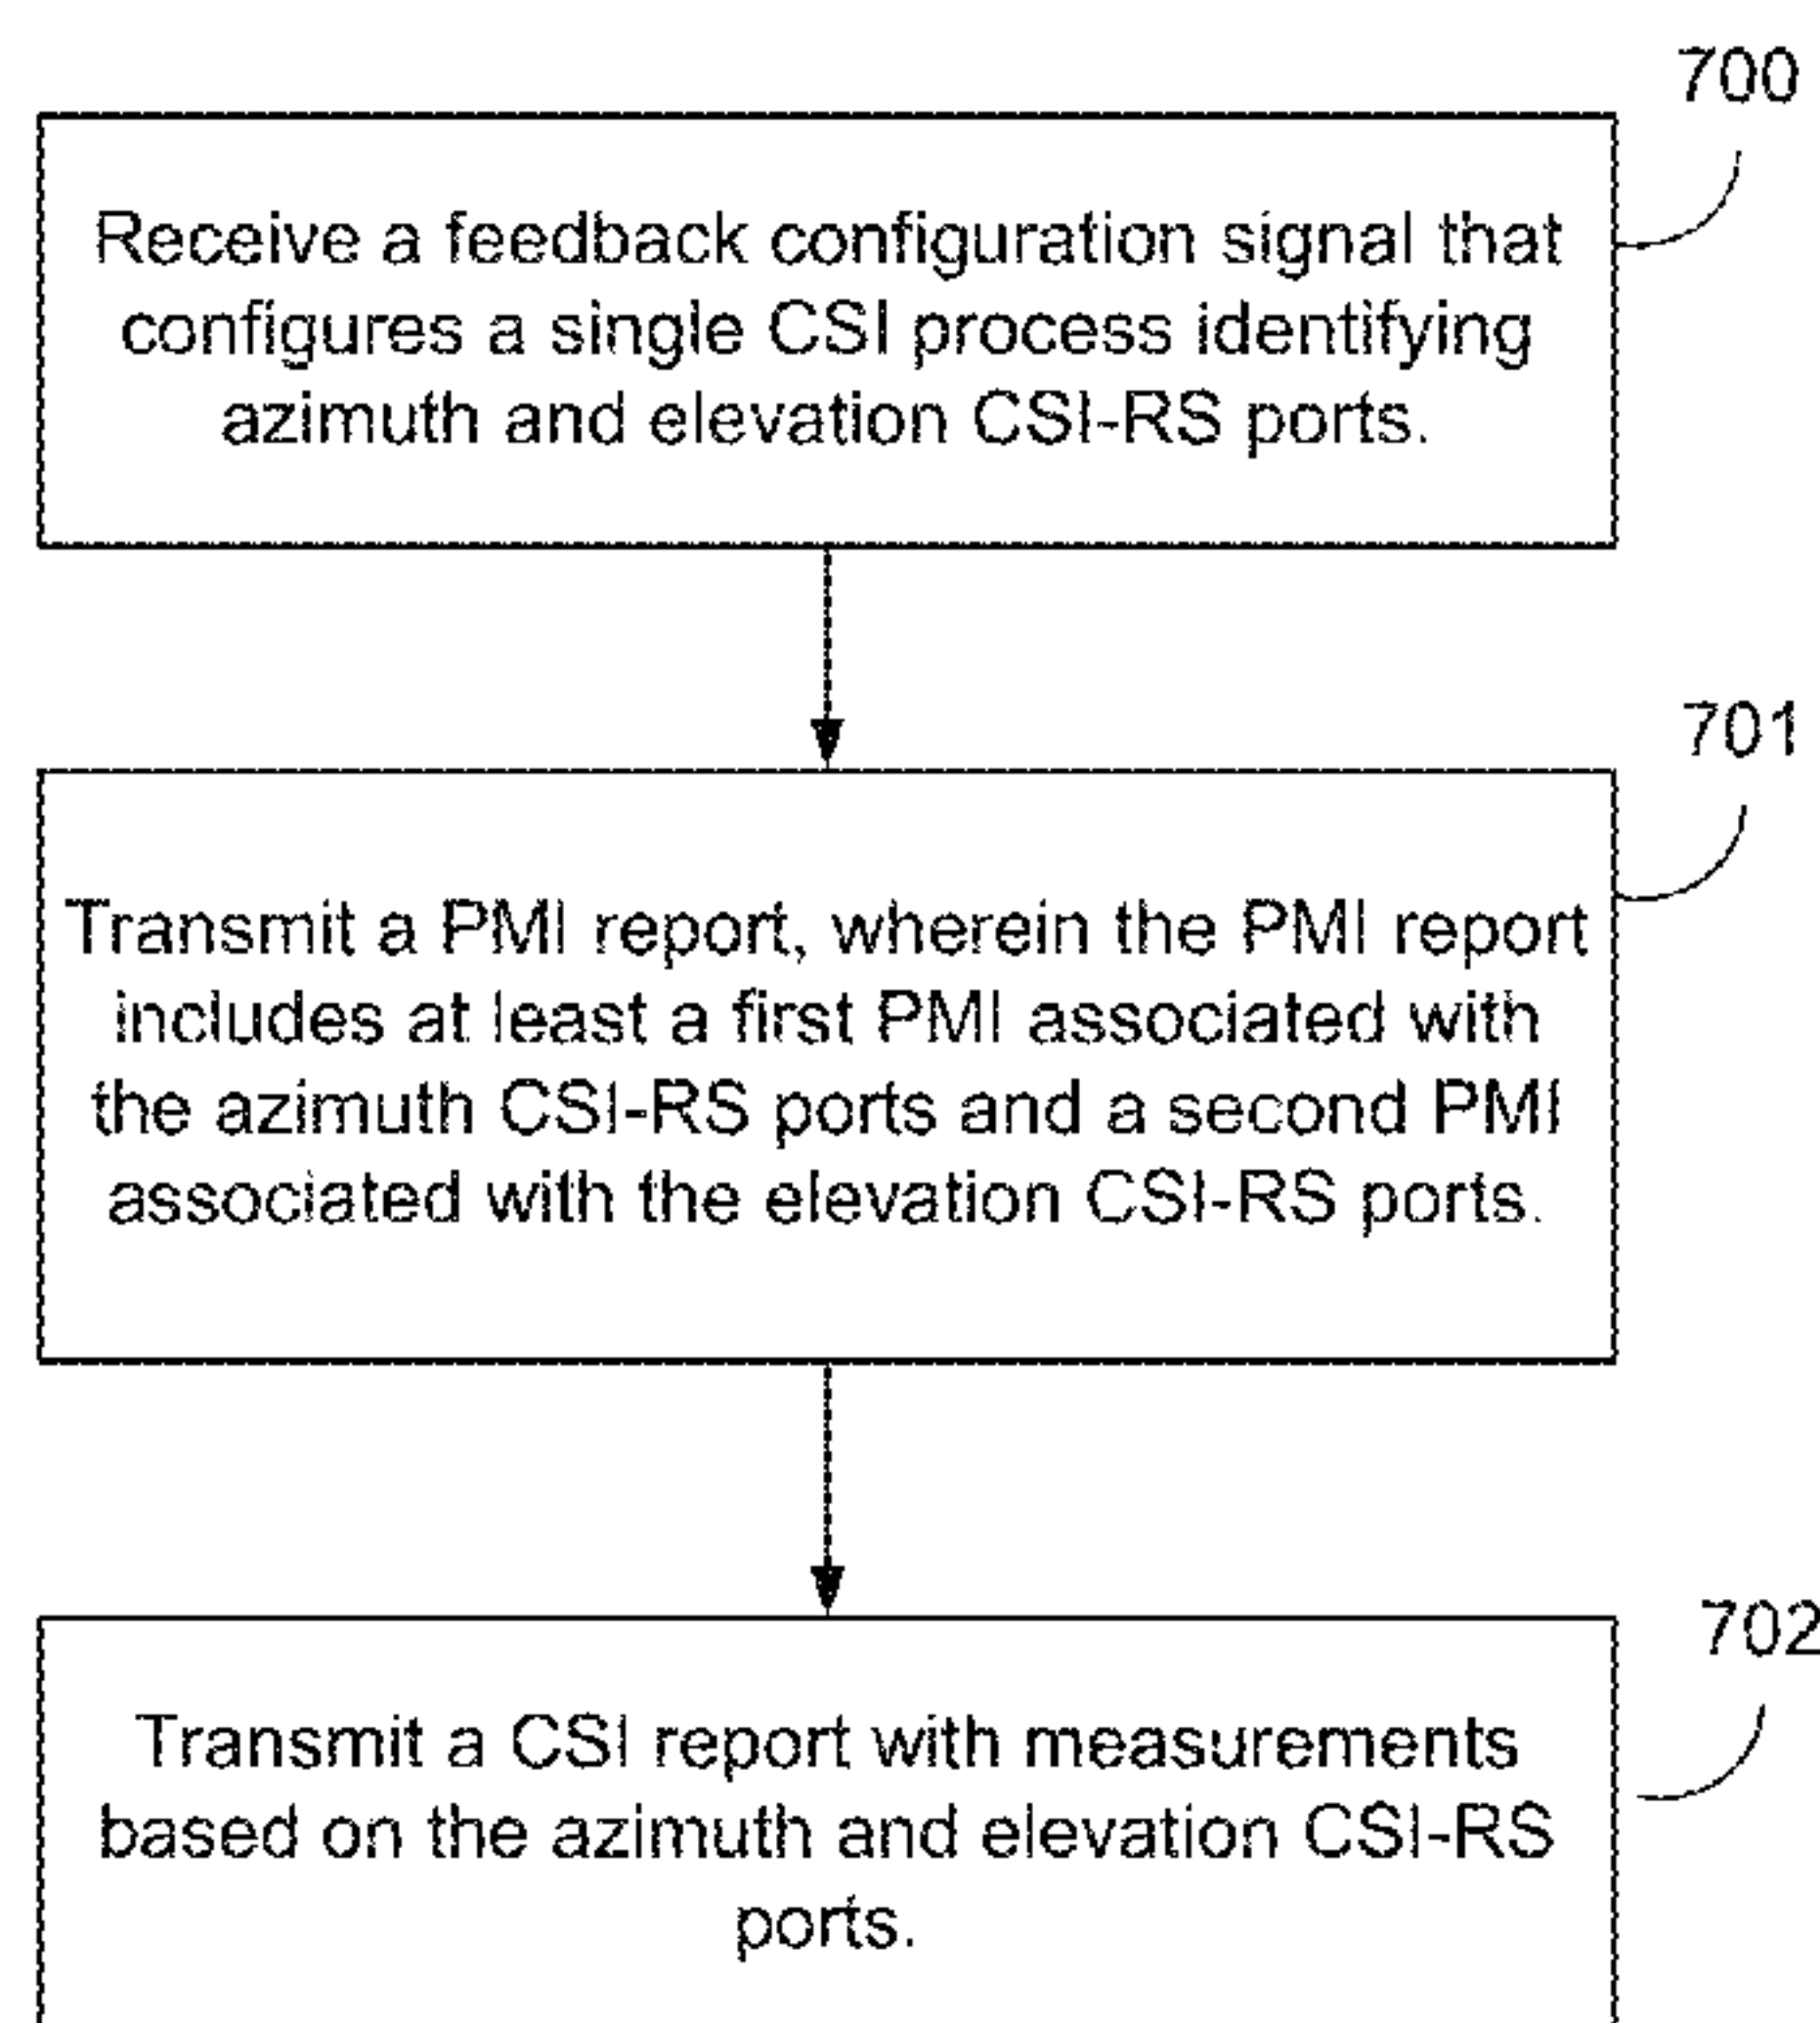 700
Receive a feedback configuration signal that
configures a single CSI process identifying
azimuth and elevation CSI-RS ports.
701
Transmit a PMI report, wherein the PMI report
includes at least a first PMI associated with
the azimuth CSI-RS ports and a second PMI
associated with the elevation CSI-RS ports.
702
Transmit a CSI report with measurements
based on the azimuth and elevation CSI-RS
ports.